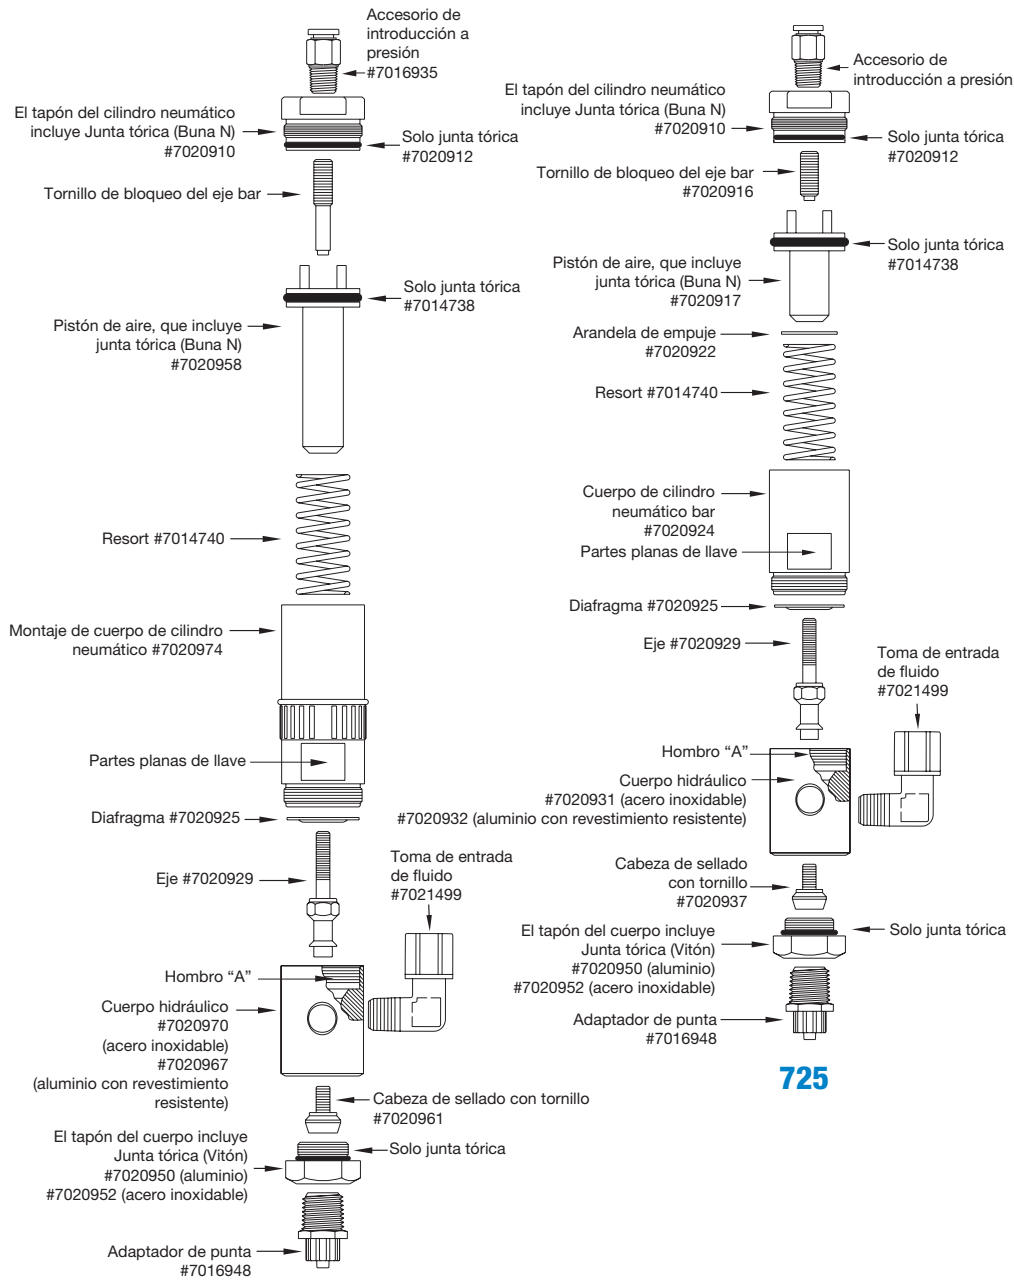 Accesorio de
introducción a
presión
#7016935
El tapón del cilindro neumático
incluye Junta tórica (Buna N)
#7020910
Solo junta tórica
#7020912
Tornillo de bloqueo del eje bar
Solo junta tórica
#7014738
Pistón de aire, que incluye
junta tórica (Buna N)
#7020958
Resort #7014740
Montaje de cuerpo de cilindro
neumático #7020974
Partes planas de llave
Diafragma #7020925
Eje #7020929
Toma de entrada
de fluido
#7021499
Hombro “A”
Cuerpo hidráulico
#7020970
(acero inoxidable)
#7020967
(aluminio con revestimiento
resistente)
Cabeza de sellado con tornillo
#7020961
El tapón del cuerpo incluye
Junta tórica (Vitón)
#7020950 (aluminio)
#7020952 (acero inoxidable)
Solo junta tórica
Adaptador de punta
#7016948
Accesorio de
introducción a presión
El tapón del cilindro neumático
incluye Junta tórica (Buna N)
#7020910
Solo junta tórica
#7020912
Tornillo de bloqueo del eje bar
#7020916
Solo junta tórica
#7014738
Pistón de aire, que incluye
junta tórica (Buna N)
#7020917
Arandela de empuje
#7020922
Resort #7014740
Cuerpo de cilindro
neumático bar
#7020924
Partes planas de llave
Diafragma #7020925
Eje #7020929
Toma de entrada
de fluido
#7021499
Hombro “A”
Cuerpo hidráulico
#7020931 (acero inoxidable)
#7020932 (aluminio con revestimiento resistente)
Cabeza de sellado
con tornillo
#7020937
El tapón del cuerpo incluye
Junta tórica (Vitón)
#7020950 (aluminio)
#7020952 (acero inoxidable)
Solo junta tórica
Adaptador de punta
#7016948
725